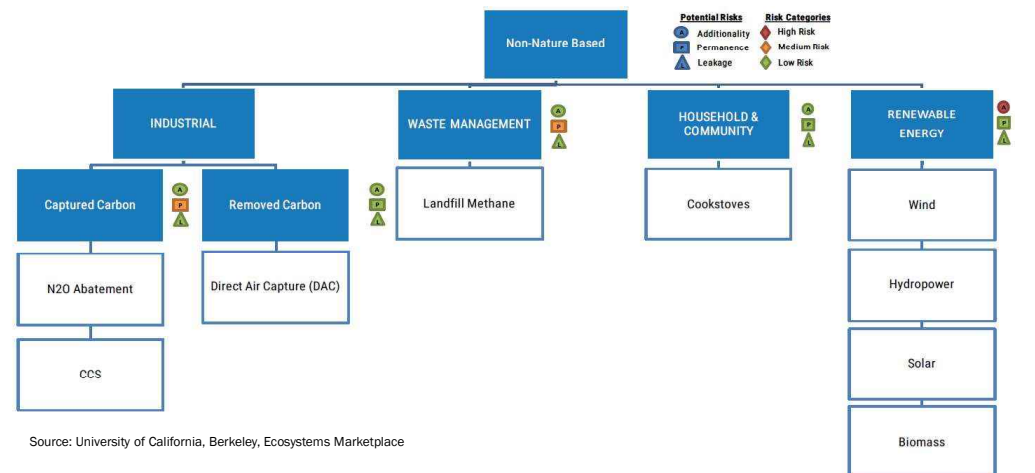 Non-Nature Based
Potential Risks
Risk Categories
A Additionality
High Risk
P Permanence
Medium Risk
L Leakage
Low Risk
INDUSTRIAL
WASTE MANAGEMENT
A
P
L
HOUSEHOLD &
COMMUNITY
A
P
L
RENEWABLE
ENERGY
A
P
L
Captured Carbon
A
P
L
Removed Carbon
A
P
L
Landfill Methane
Cookstoves
Wind
N2O Abatement
Direct Air Capture (DAC)
Hydropower
CCS
Solar
Biomass
Source: University of California, Berkeley, Ecosystems Marketplace